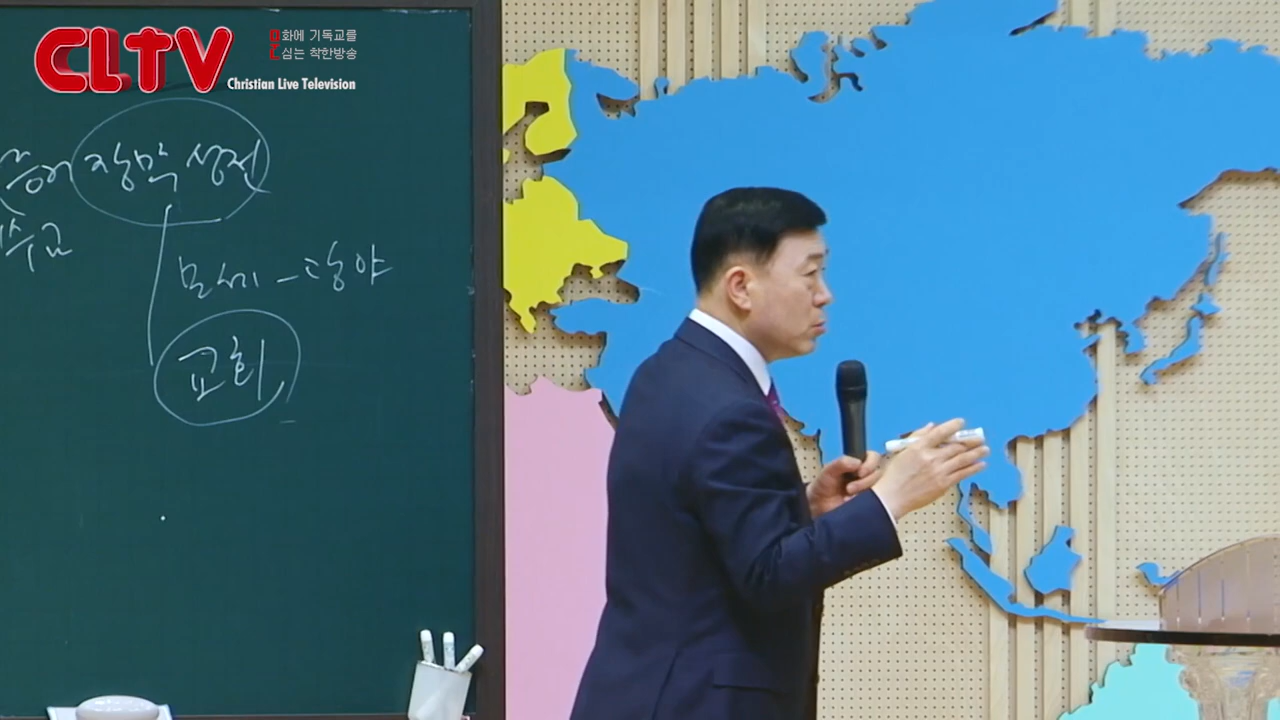 CLTV
문화에 기독교를
심는 착한방송
Christian Live Television
장막 성전
모세 - 광야
교회